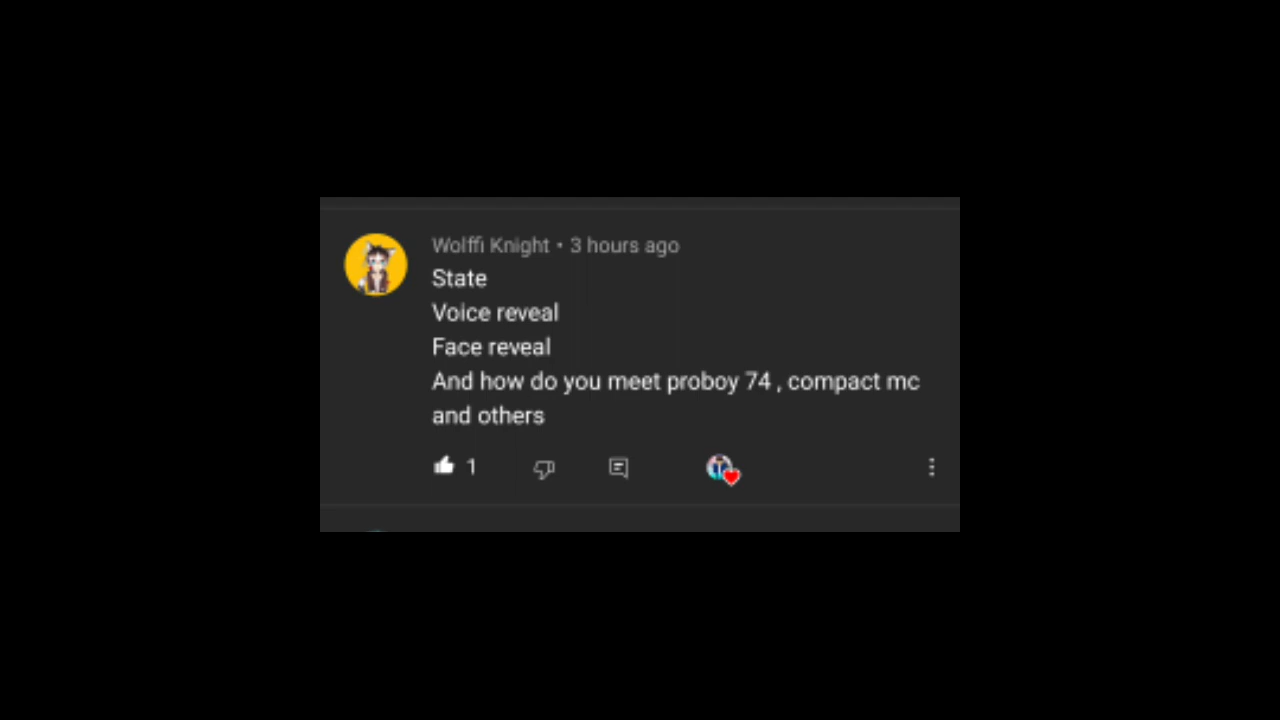 Wolffi Knight • 3 hours ago
State
Voice reveal
Face reveal
And how do you meet proboy 74 , compact mc
and others
1